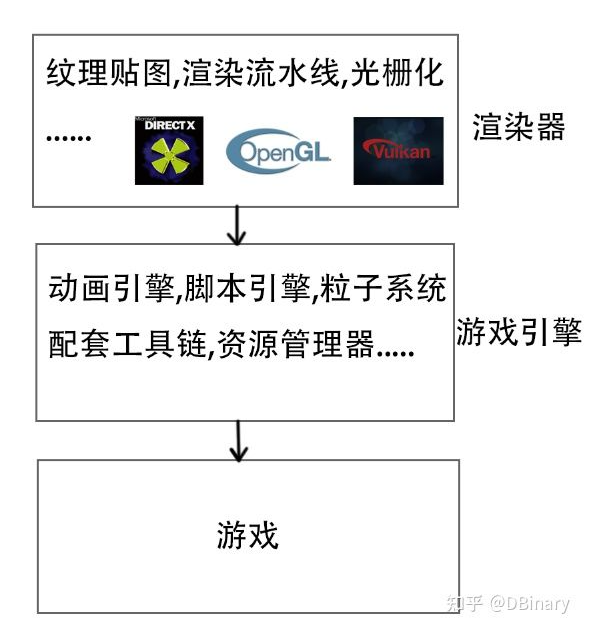 纹理贴图,渲染流水线,光栅化
......
Microsoft
DIRECTX
OpenGL
Vulkan
渲染器
动画引擎,脚本引擎,粒子系统
配套工具链,资源管理器.....
游戏引擎
游戏
知乎 @DBinary